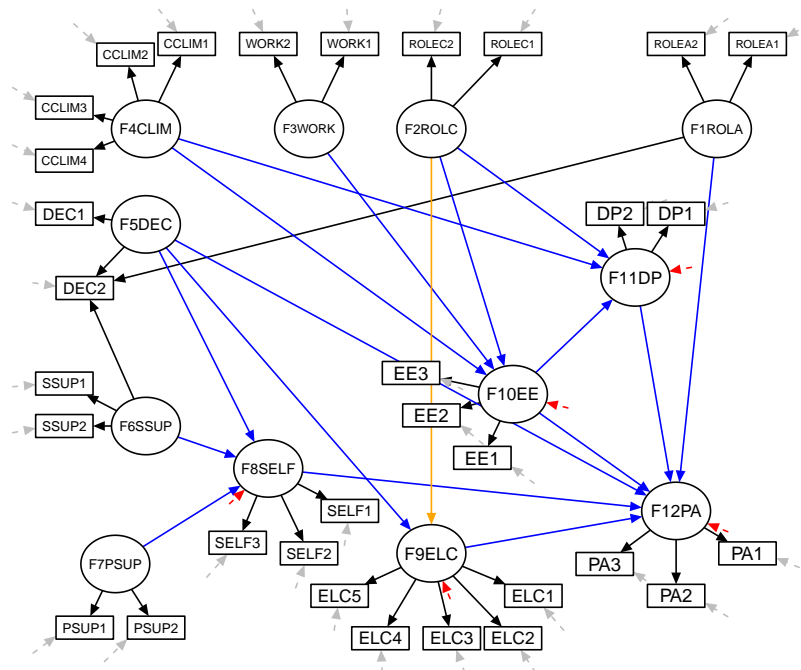 CCLIM1
WORK2
WORK1
ROLEC2
ROLEC1
ROLEA2
ROLEA1
CCLIM2
CCLIM3
F4CLIM
F3WORK
F2ROLC
F1ROLA
CCLIM4
DEC1
F5DEC
DP2
DP1
F11DP
DEC2
EE3
SSUP1
F10EE
EE2
SSUP2
F6SSUP
EE1
F8SELF
SELF1
F12PA
SELF3
SELF2
F9ELC
PA1
F7PSUP
PA3
ELC5
ELC1
PA2
PSUP1
PSUP2
ELC4
ELC3
ELC2